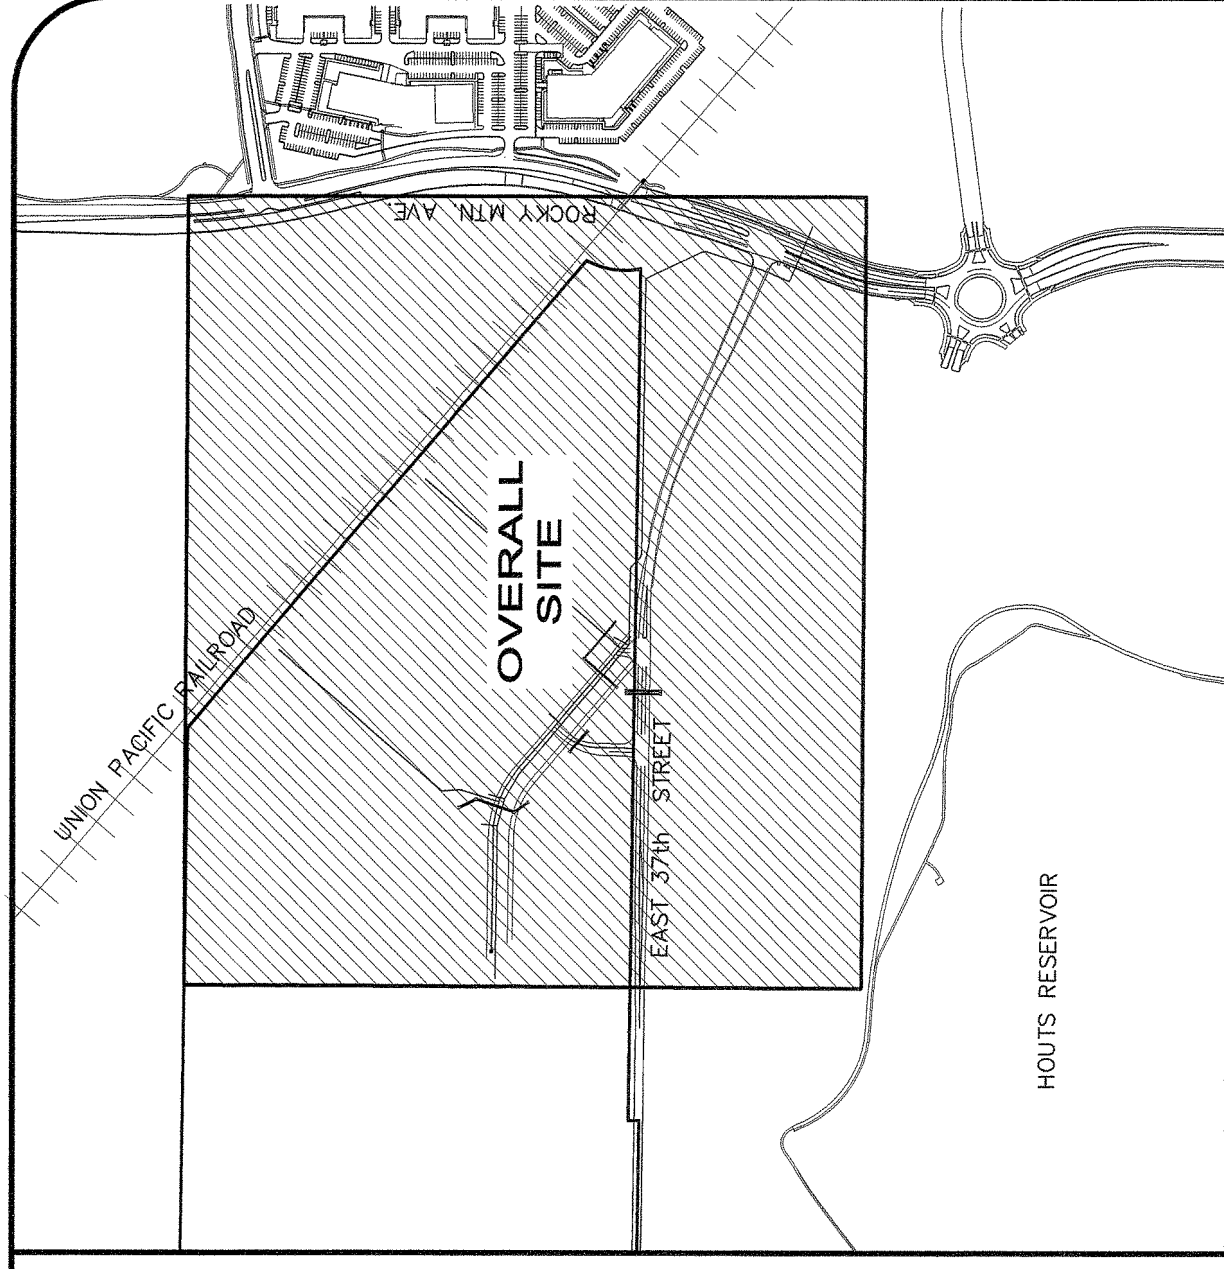 ROCKY MTN. AVE.
OVERALL
SITE
UNION PACIFIC RAILROAD
EAST 37th STREET
HOUTS RESERVOIR